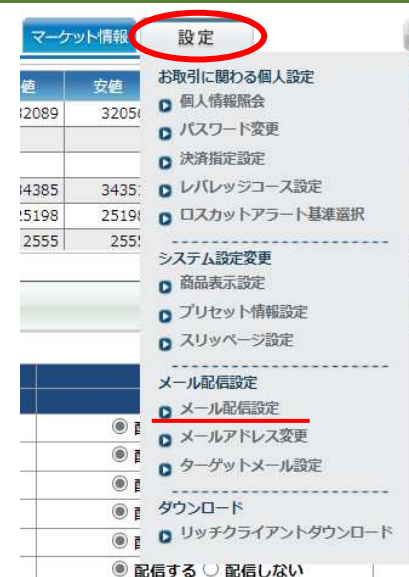 マーケット情報
設定
値
安値
お取引に関わる個人設定
個人情報照会
32089
3205
パスワード変更
決済指定設定
34385
3435
レバレッジコース設定
25198
2519
ロスカットアラート基準選択
2555
255
システム設定変更
商品表示設定
プリセット情報設定
スリッページ設定
メール配信設定
メール配信設定
メールアドレス変更
ターゲットメール設定
ダウンロード
リッチクライアントダウンロード
配信する 配信しない